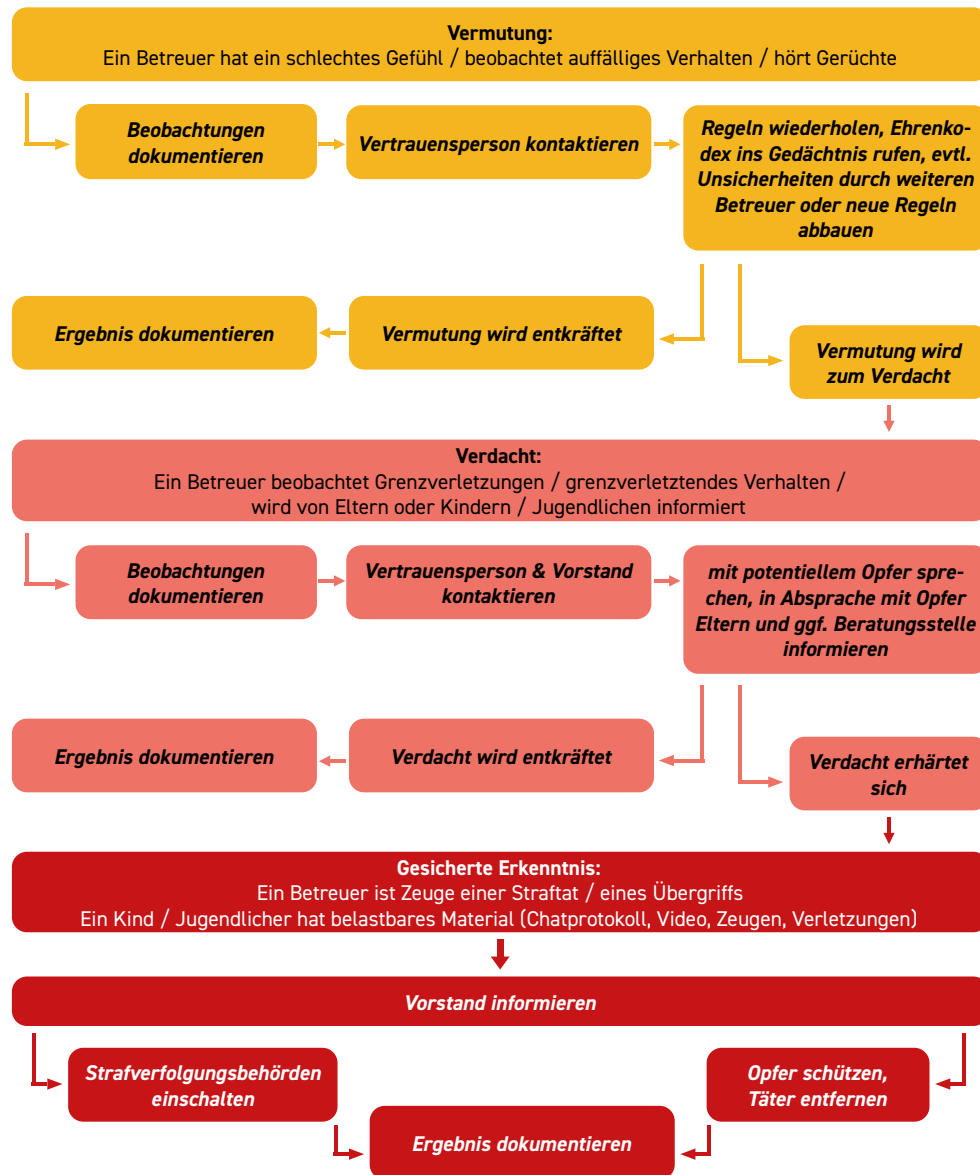 Vermutung:
Ein Betreuer hat ein schlechtes Gefühl / beobachtet auffälliges Verhalten / hört Gerüchte
Beobachtungen
dokumentieren
Vertrauensperson kontaktieren
Regeln wiederholen, Ehrenko-
dex ins Gedächtnis rufen, evtl.
Unsicherheiten durch weiteren
Betreuer oder neue Regeln
abbauen
Ergebnis dokumentieren
Vermutung wird entkräftet
Vermutung wird
zum Verdacht
Verdacht:
Ein Betreuer beobachtet Grenzverletzungen / grenzverletztendes Verhalten /
wird von Eltern oder Kindern / Jugendlichen informiert
Beobachtungen
dokumentieren
Vertrauensperson & Vorstand
kontaktieren
mit potentiellem Opfer spre-
chen, in Absprache mit Opfer
Eltern und ggf. Beratungsstelle
informieren
Ergebnis dokumentieren
Verdacht wird entkräftet
Verdacht erhärtet
sich
Gesicherte Erkenntnis:
Ein Betreuer ist Zeuge einer Straftat / eines Übergriffs
Ein Kind / Jugendlicher hat belastbares Material (Chatprotokoll, Video, Zeugen, Verletzungen)
Vorstand informieren
Strafverfolgungsbehörden
einschalten
Opfer schützen,
Täter entfernen
Ergebnis dokumentieren